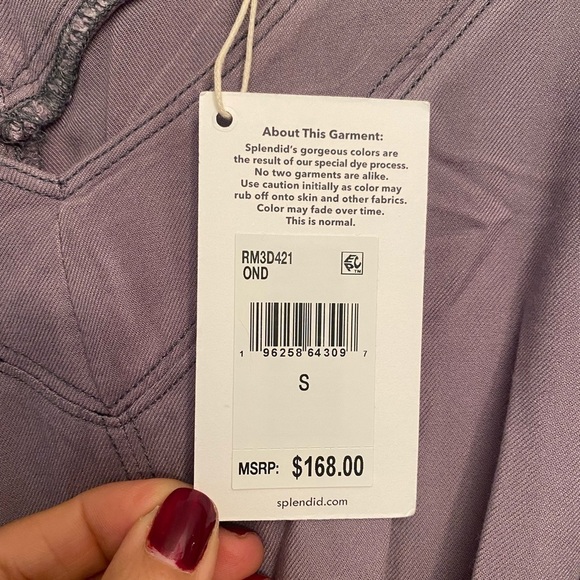 About This Garment:
Splendid's gorgeous colors are
the result of our special dye process.
No two garments are alike.
Use caution initially as color may
rub off onto skin and other fabrics.
Color may fade over time.
This is normal.
RM3D421
OND
1 96258 64309 7
S
MSRP: $168.00
splendid.com